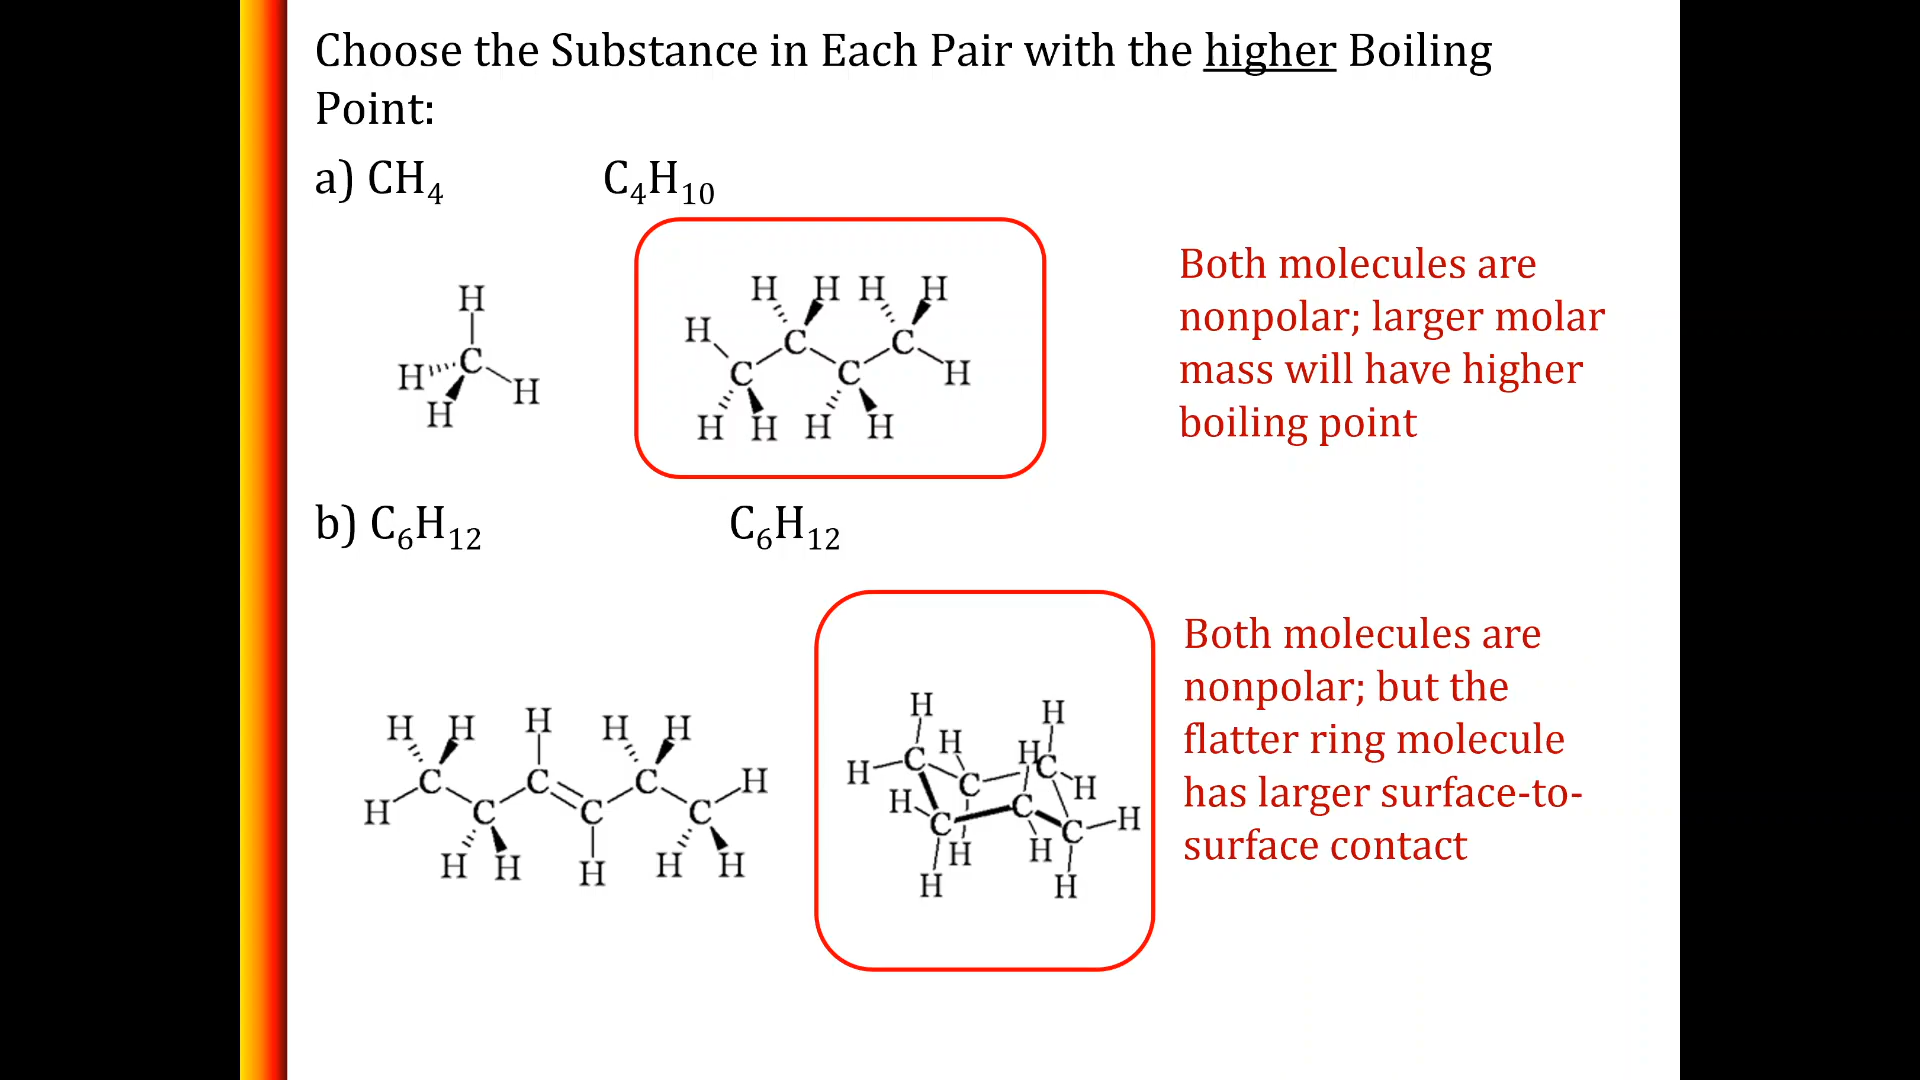 Choose the Substance in Each Pair with the higher Boiling
Point:
a) CH₄ C₄H₁₀
H
H C H
H
H H H H
H C C H
C C
H H H H
Both molecules are
nonpolar; larger molar
mass will have higher
boiling point
b) C₆H₁₂ C₆H₁₂
H H H H H
C C C H
H C C C
H H H H H
H H
H H
H C C H
H C C H
C C
H H
H H
Both molecules are
nonpolar; but the
flatter ring molecule
has larger surface-to-
surface contact